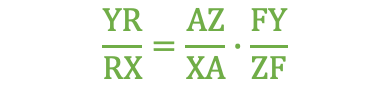 YR/RX = AZ/XA · FY/ZF